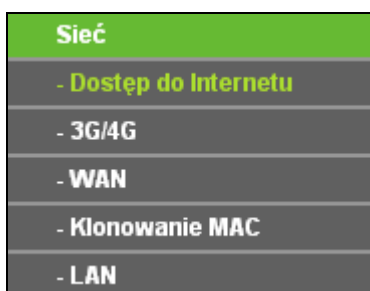 Sieć
- Dostęp do Internetu
- 3G/4G
- WAN
- Klonowanie MAC
- LAN